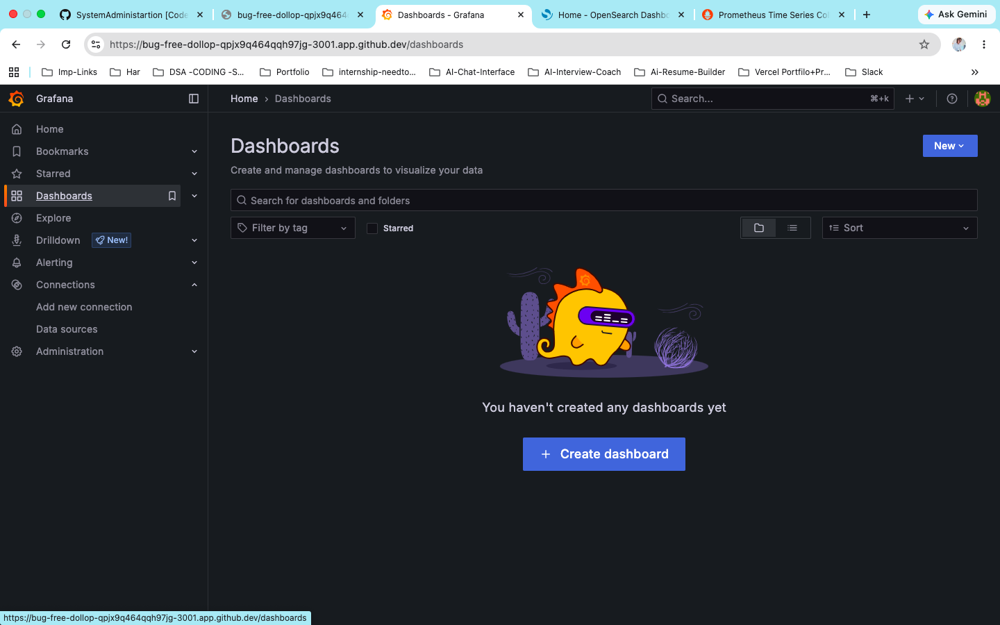 SystemAdministartion [Code
bug-free-dollop-qpjx9q464
Dashboards - Grafana
Home - OpenSearch Dashbo
Prometheus Time Series Col
Ask Gemini
https://bug-free-dollop-qpjx9q464qqh97jg-3001.app.github.dev/dashboards
Imp-Links
Har
DSA -CODING -S...
Portfolio
internship-needto...
AI-Chat-Interface
AI-Interview-Coach
Ai-Resume-Builder
Vercel Portfilo+Pr...
Slack
Grafana
Home › Dashboards
Search...
⌘+k
Home
Bookmarks
Starred
Dashboards
Explore
Drilldown
New!
Alerting
Connections
Add new connection
Data sources
Administration
Dashboards
New
Create and manage dashboards to visualize your data
Search for dashboards and folders
Filter by tag
Starred
Sort
You haven't created any dashboards yet
+ Create dashboard
https://bug-free-dollop-qpjx9q464qqh97jg-3001.app.github.dev/dashboards